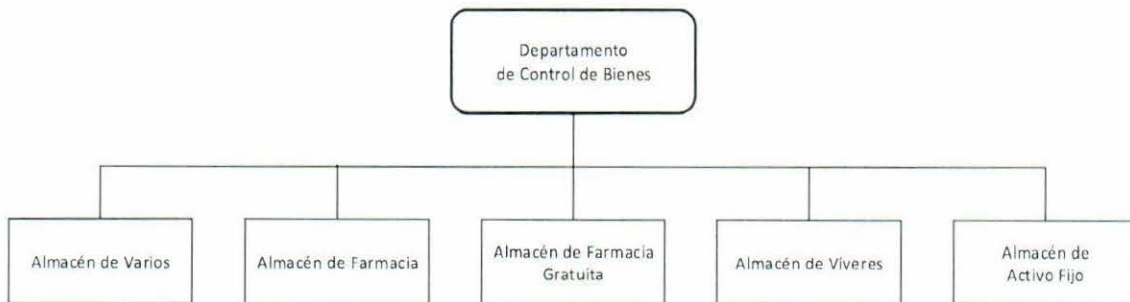 Departamento
de Control de Bienes
Almacén de Varios
Almacén de Farmacia
Almacén de Farmacia
Gratuita
Almacén de Víveres
Almacén de
Activo Fijo